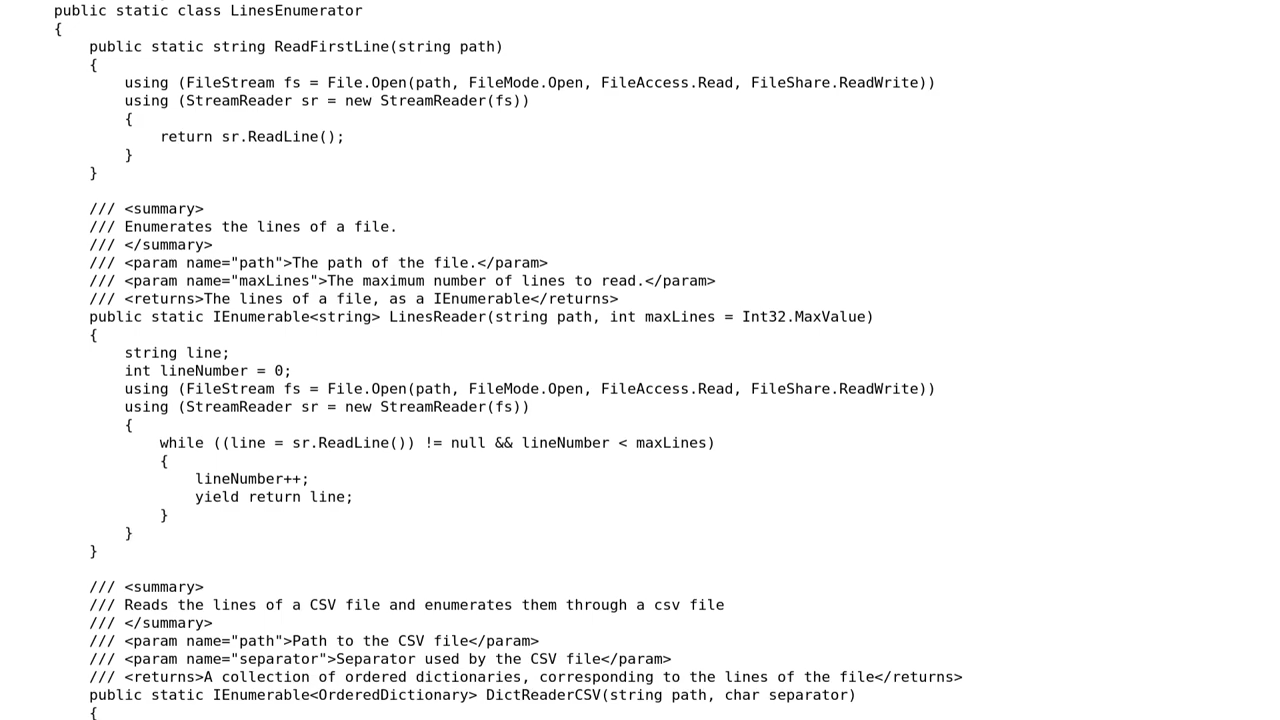 public static class LinesEnumerator
{
public static string ReadFirstLine(string path)
{
using (FileStream fs = File.Open(path, FileMode.Open, FileAccess.Read, FileShare.ReadWrite))
using (StreamReader sr = new StreamReader(fs))
{
return sr.ReadLine();
}
}
/// <summary>
/// Enumerates the lines of a file.
/// </summary>
/// <param name="path">The path of the file.</param>
/// <param name="maxLines">The maximum number of lines to read.</param>
/// <returns>The lines of a file, as a IEnumerable</returns>
public static IEnumerable<string> LinesReader(string path, int maxLines = Int32.MaxValue)
{
string line;
int lineNumber = 0;
using (FileStream fs = File.Open(path, FileMode.Open, FileAccess.Read, FileShare.ReadWrite))
using (StreamReader sr = new StreamReader(fs))
{
while ((line = sr.ReadLine()) != null && lineNumber < maxLines)
{
lineNumber++;
yield return line;
}
}
}
/// <summary>
/// Reads the lines of a CSV file and enumerates them through a csv file
/// </summary>
/// <param name="path">Path to the CSV file</param>
/// <param name="separator">Separator used by the CSV file</param>
/// <returns>A collection of ordered dictionaries, corresponding to the lines of the file</returns>
public static IEnumerable<OrderedDictionary> DictReaderCSV(string path, char separator)
{